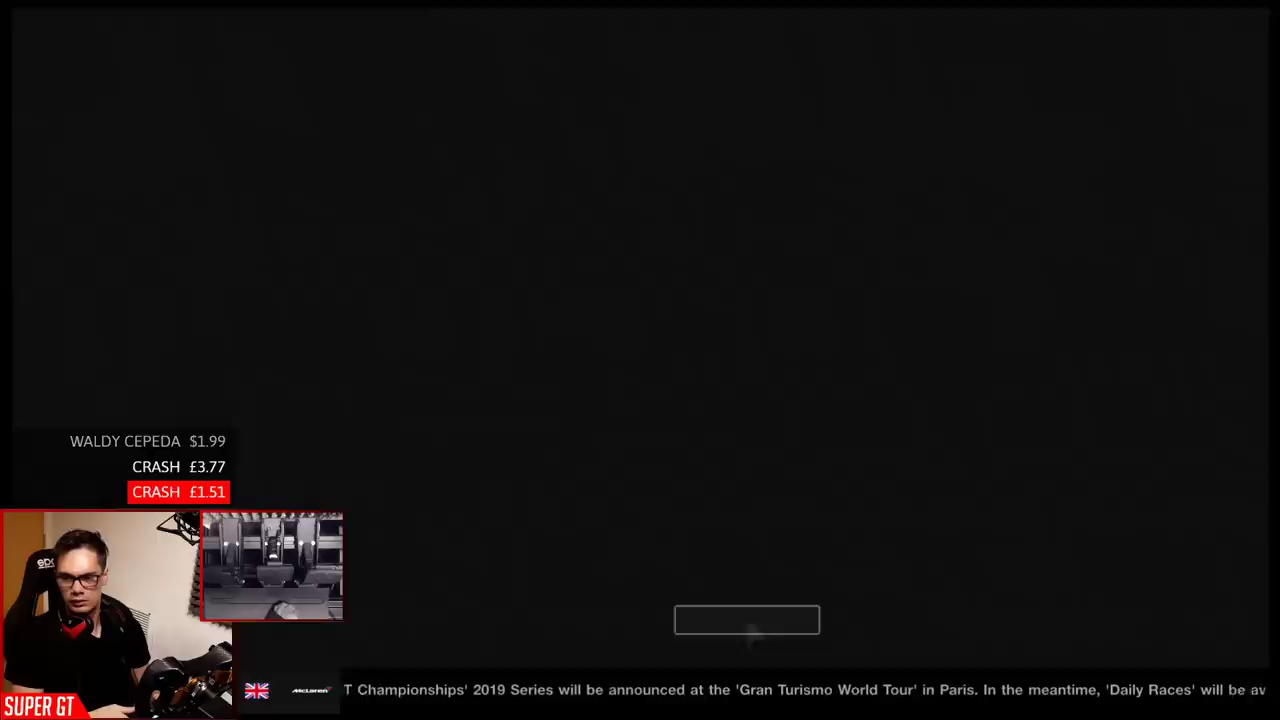 WALDY CEPEDA $1.99
CRASH £3.77
CRASH £1.51
SUPER GT
McLaren
T Championships' 2019 Series will be announced at the 'Gran Turismo World Tour' in Paris. In the meantime, 'Daily Races' will be av